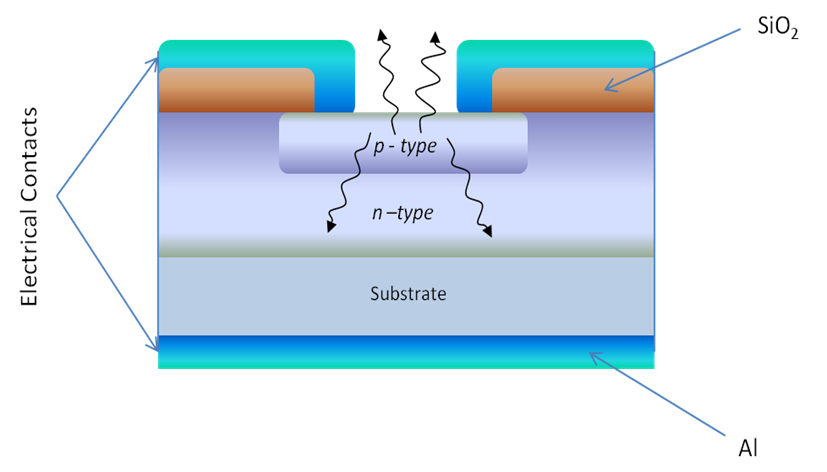 SiO₂
Electrical Contacts
p - type
n –type
Substrate
Al